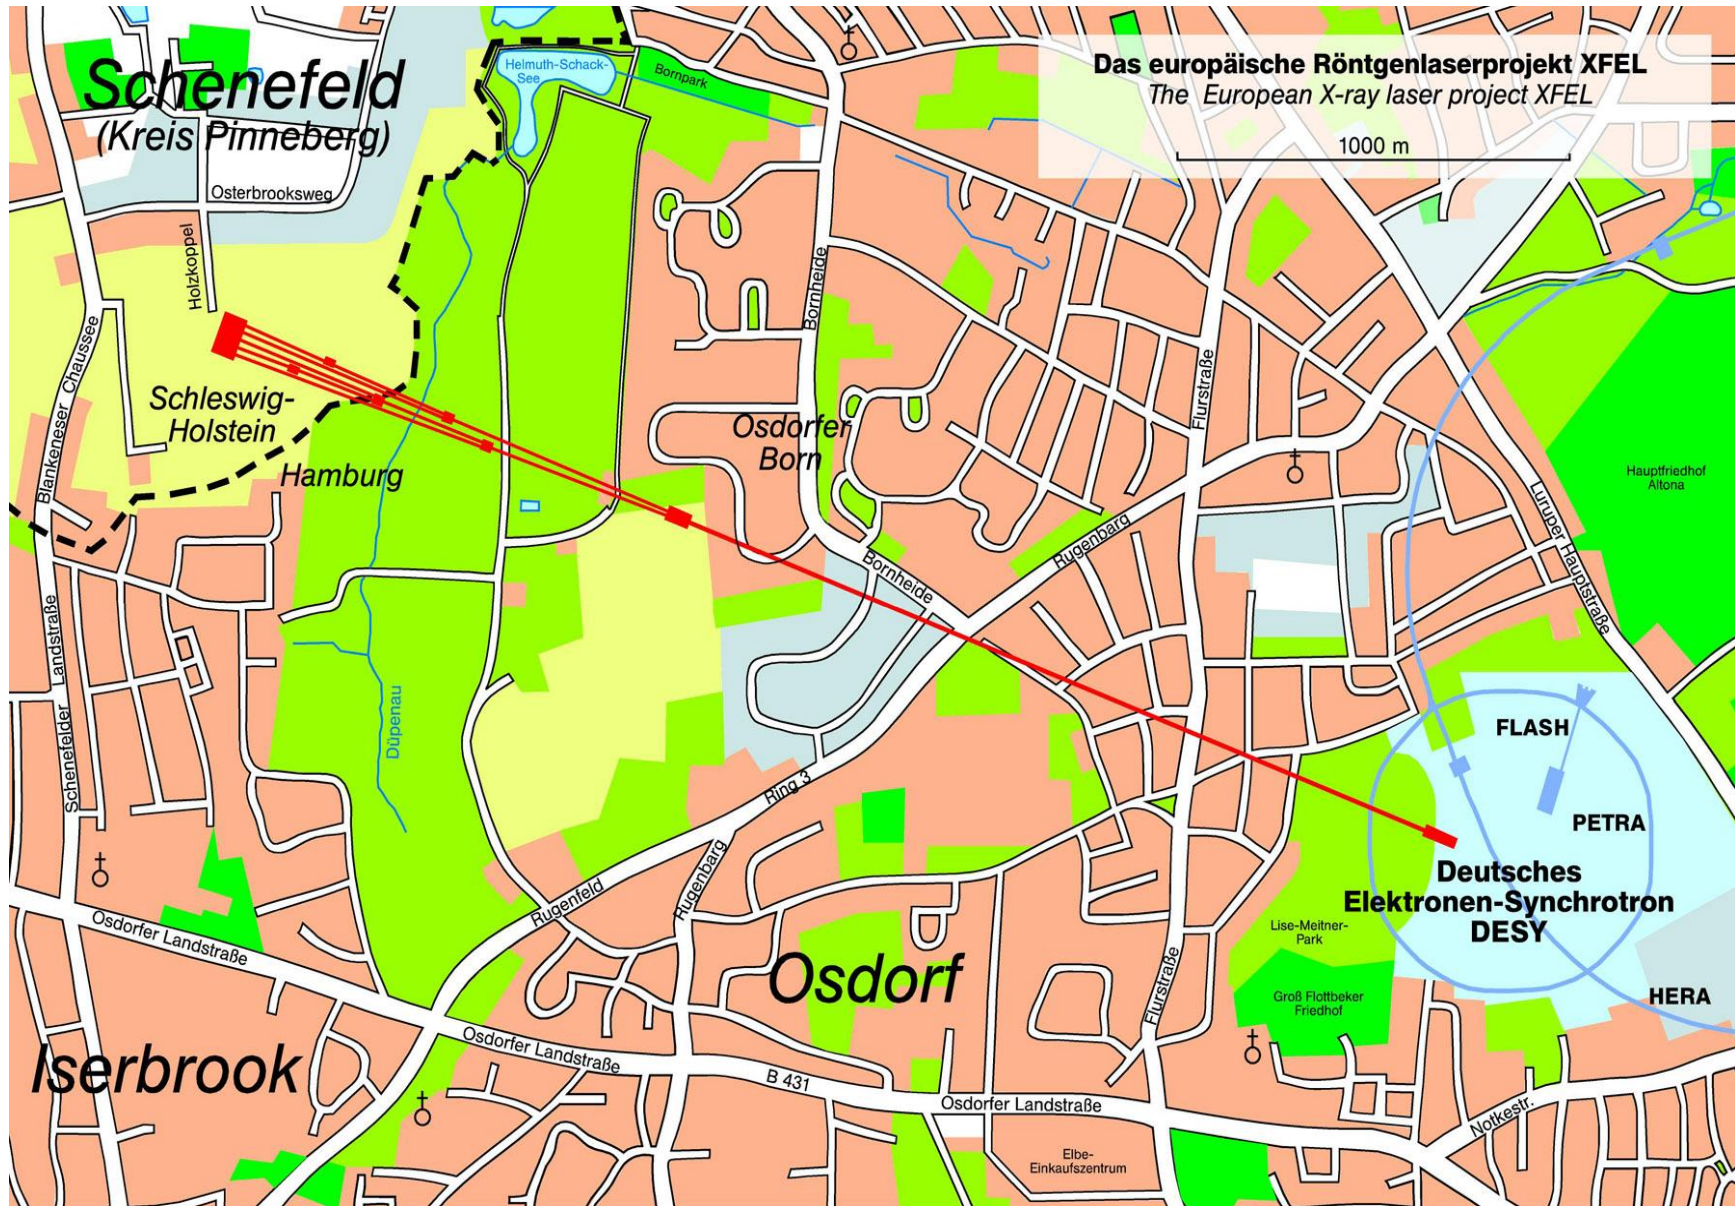 Das europäische Röntgenlaserprojekt XFEL
The European X-ray laser project XFEL
1000 m
Schenefeld
(Kreis Pinneberg)
Helmuth-Schack-
See
Bornpark
Osterbrooksweg
Holzkoppel
Bornheide
Blankeneser Chaussee
Flurstraße
Schleswig-
Holstein
Hamburg
Osdorfer
Born
Hauptfriedhof
Altona
Luruper Hauptstraße
Rugenbarg
Bornheide
Schenefelder Landstraße
Düpenau
FLASH
Ring 3
PETRA
Deutsches
Elektronen-Synchrotron
DESY
Rugenbarg
Rugenfeld
Osdorfer Landstraße
Lise-Meitner-
Park
Osdorf
Flurstraße
Groß Flottbeker
Friedhof
HERA
Iserbrook
Osdorfer Landstraße
B 431
Osdorfer Landstraße
Notkestr.
Elbe-
Einkaufszentrum